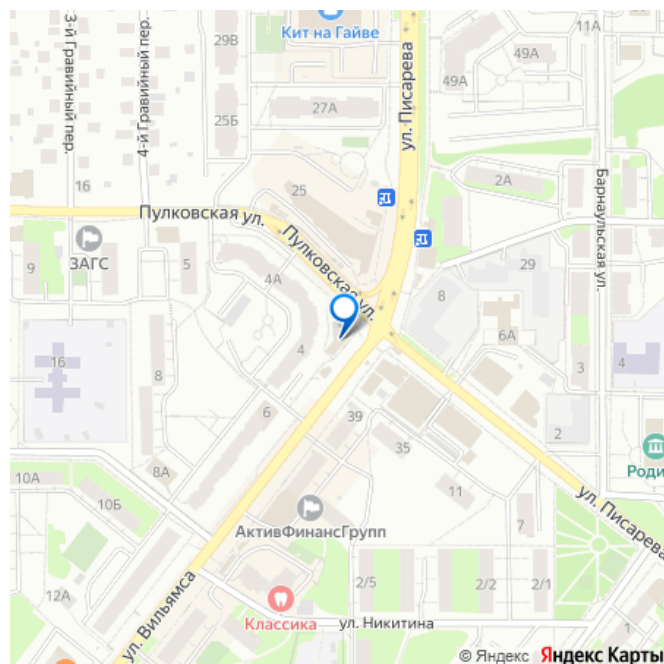 3-й Гравийный пер.
4-й Гравийный пер.
29В
Кит на Гайве
ул. Писарева
11А
49А
49А
27А
25Б
Барнаульская ул.
16
25
2А
Пулковская ул.
Пулковская ул.
ЗАГС
9
5
4А
29
8
6А
4
16
8
3
4
6
39
35
2
8А
10А
10Б
11
7
Роди
ул. Писарева
АктивФинансГрупп
2/5
2/2
2/1
12А
ул. Вильямса
Классика
ул. Никитина
1
© Яндекс Яндекс Карты